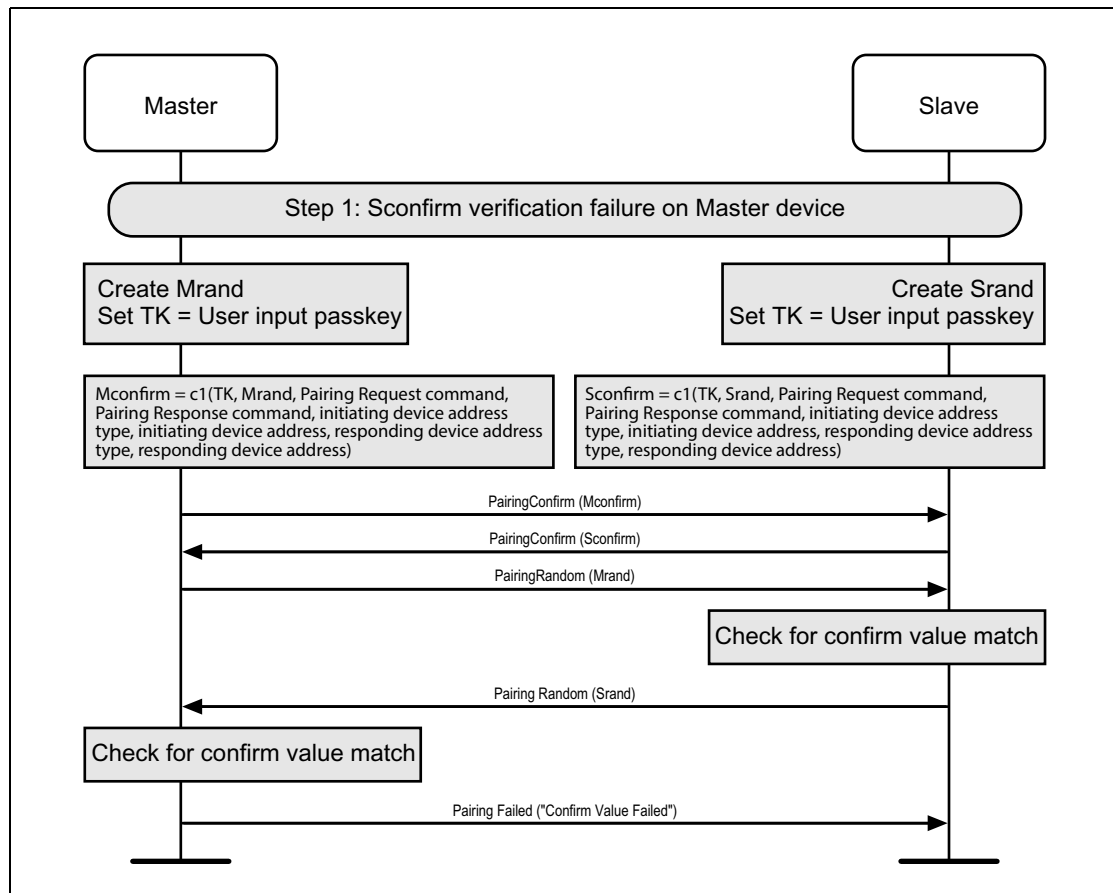 Master
Slave
Step 1: Sconfirm verification failure on Master device
Create Mrand
Set TK = User input passkey
Create Srand
Set TK = User input passkey
Mconfirm = c1(TK, Mrand, Pairing Request command,
Pairing Response command, initiating device address
type, initiating device address, responding device address
type, responding device address)
Sconfirm = c1(TK, Srand, Pairing Request command,
Pairing Response command, initiating device address
type, initiating device address, responding device address
type, responding device address)
PairingConfirm (Mconfirm)
PairingConfirm (Sconfirm)
PairingRandom (Mrand)
Check for confirm value match
Pairing Random (Srand)
Check for confirm value match
Pairing Failed ("Confirm Value Failed")